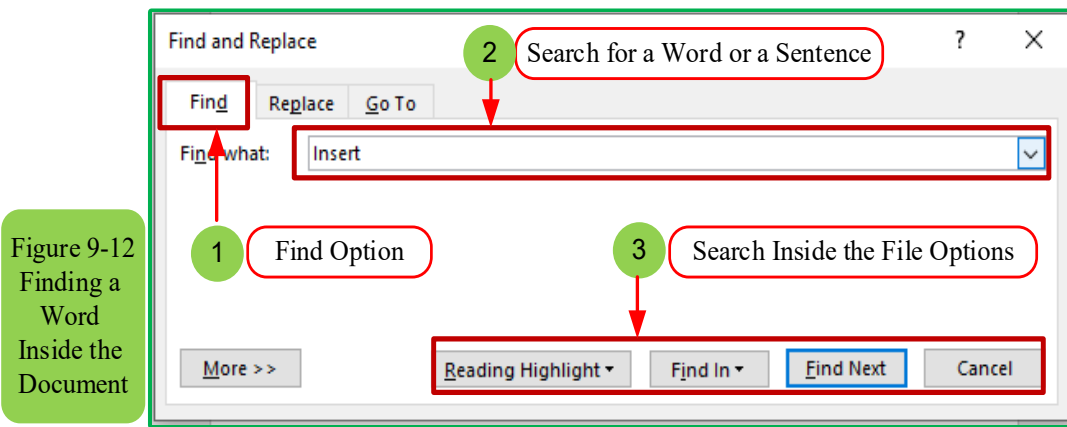 Find and Replace
?
2
Search for a Word or a Sentence
Find
Replace
Go To
Find what:
Insert
1
Find Option
3
Search Inside the File Options
Figure 9-12
Finding a
Word
Inside the
Document
More >>
Reading Highlight
Find In
Find Next
Cancel